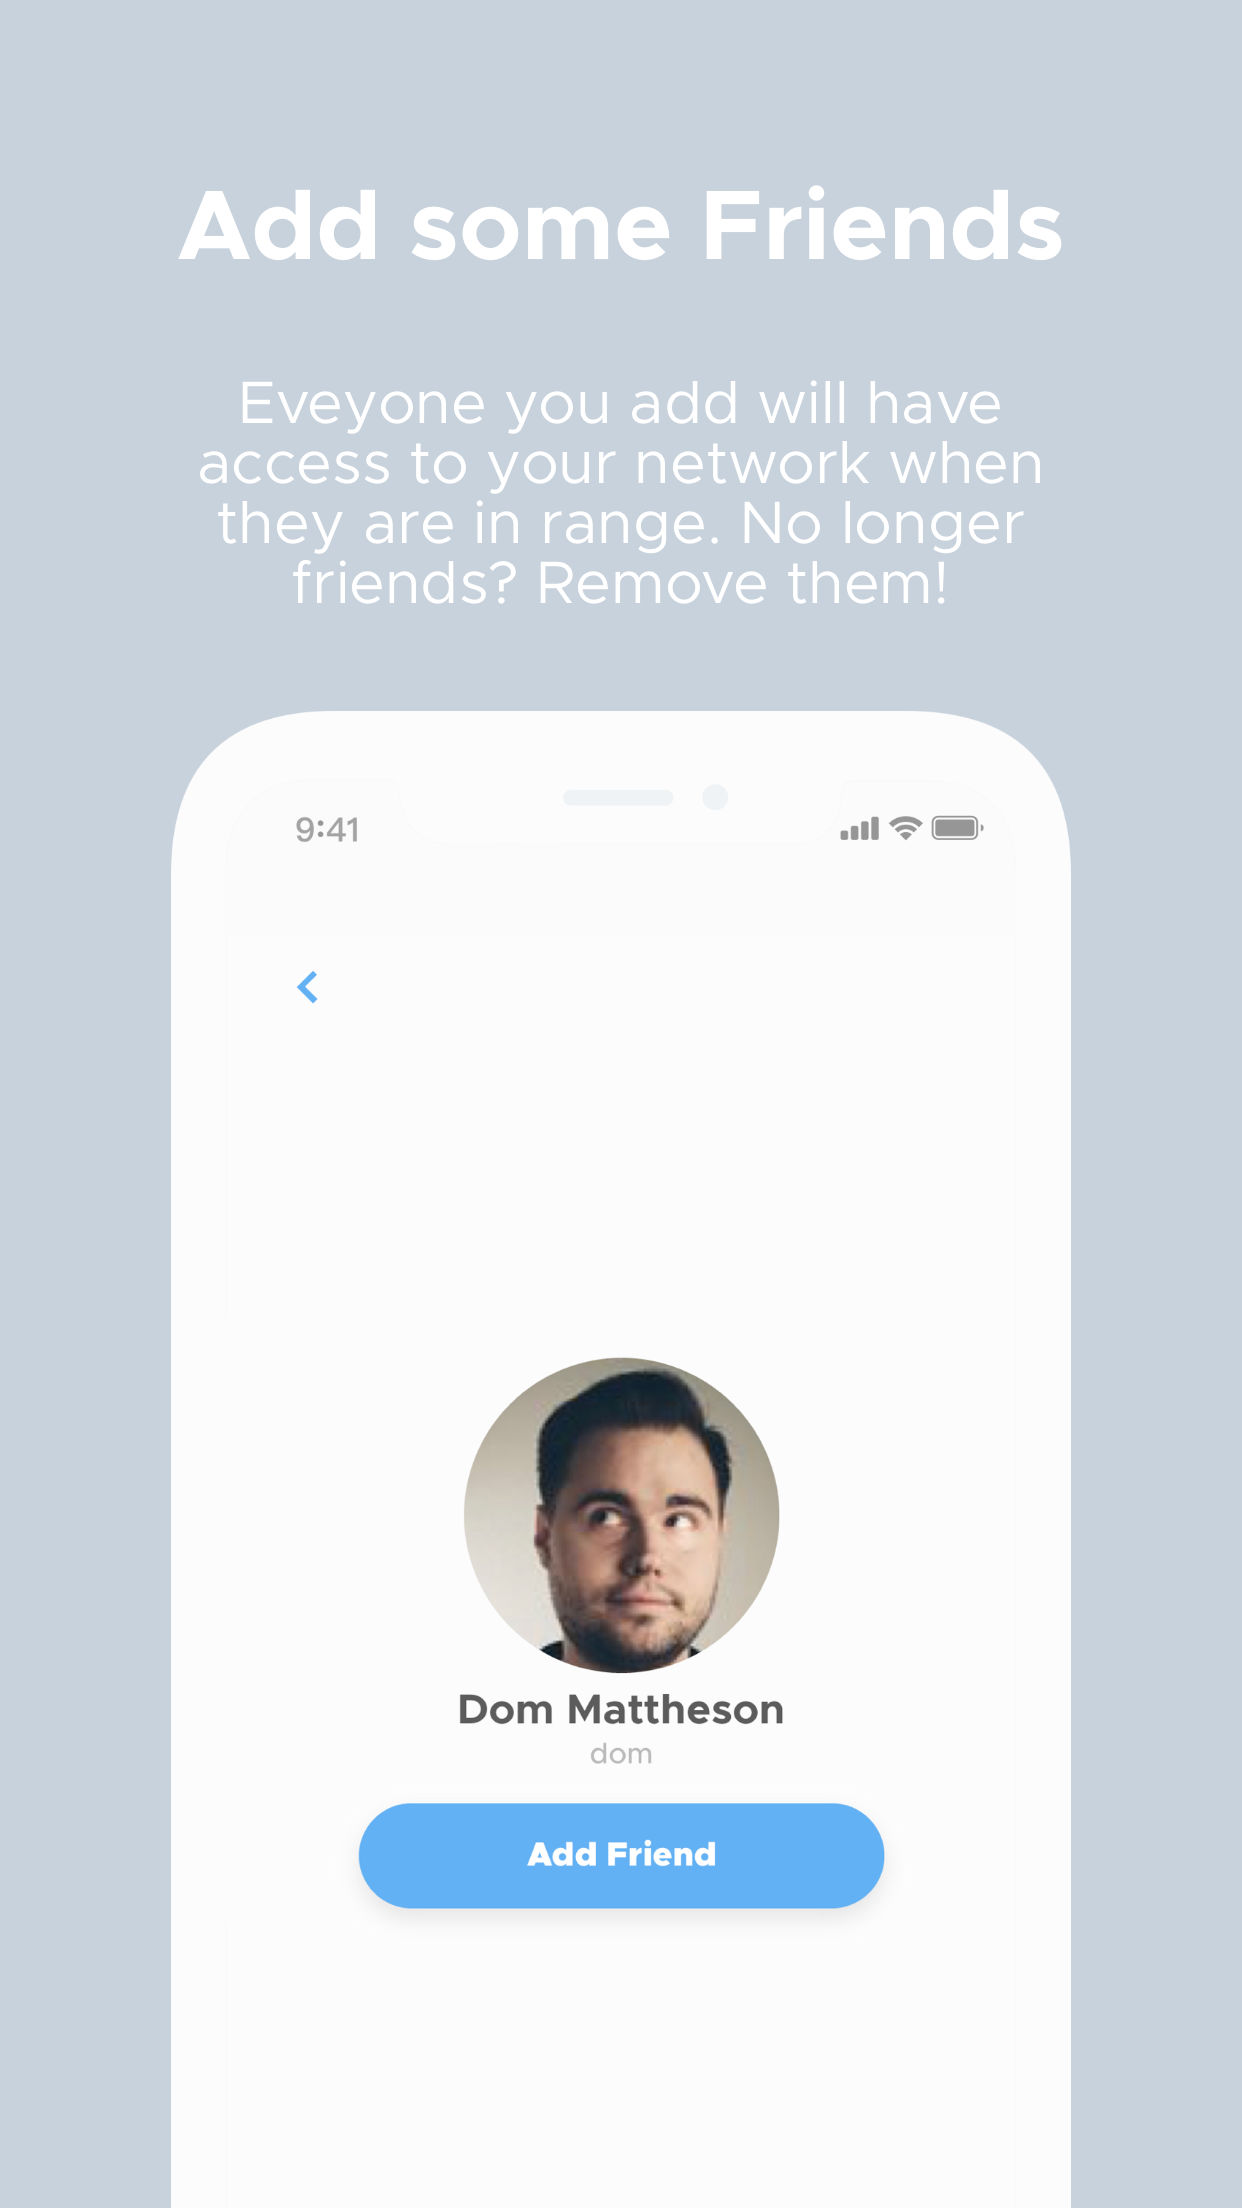 Add some Friends
Eveyone you add will have
access to your network when
they are in range. No longer
friends? Remove them!
9:41
Dom Mattheson
dom
Add Friend